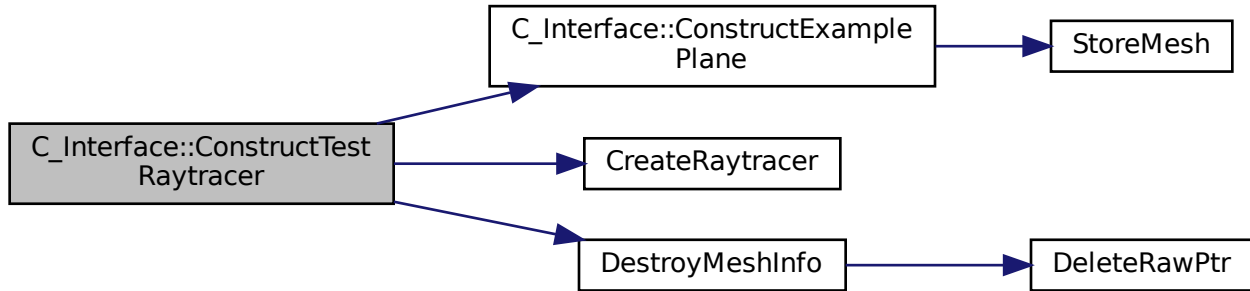 C_Interface::ConstructExample
Plane
StoreMesh
C_Interface::ConstructTest
Raytracer
CreateRaytracer
DestroyMeshInfo
DeleteRawPtr